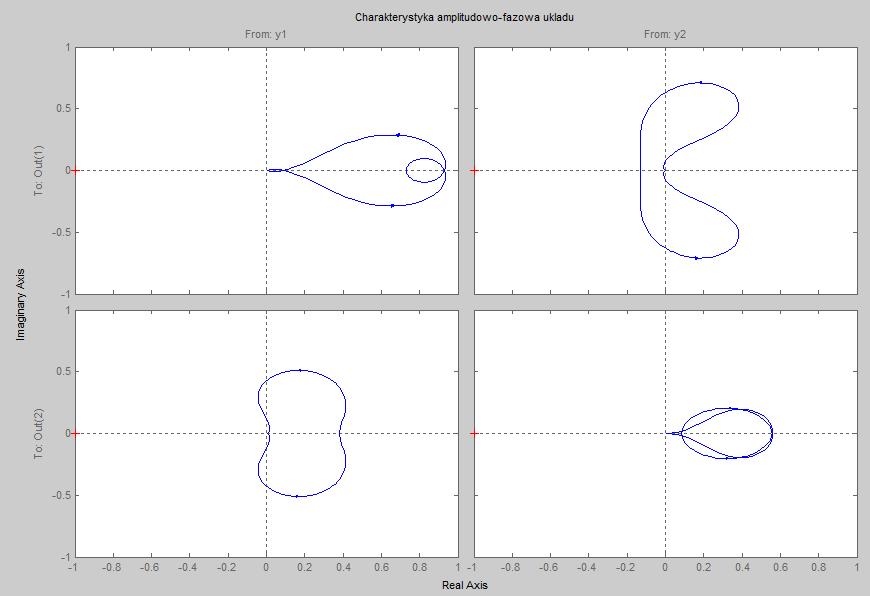 Charakterystyka amplitudowo-fazowa ukladu
From: y1
From: y2
To: Out(1)
1
0.5
0
-0.5
-1
To: Out(2)
1
0.5
0
-0.5
-1
Imaginary Axis
-1 -0.8 -0.6 -0.4 -0.2 0 0.2 0.4 0.6 0.8 1
-1 -0.8 -0.6 -0.4 -0.2 0 0.2 0.4 0.6 0.8 1
Real Axis